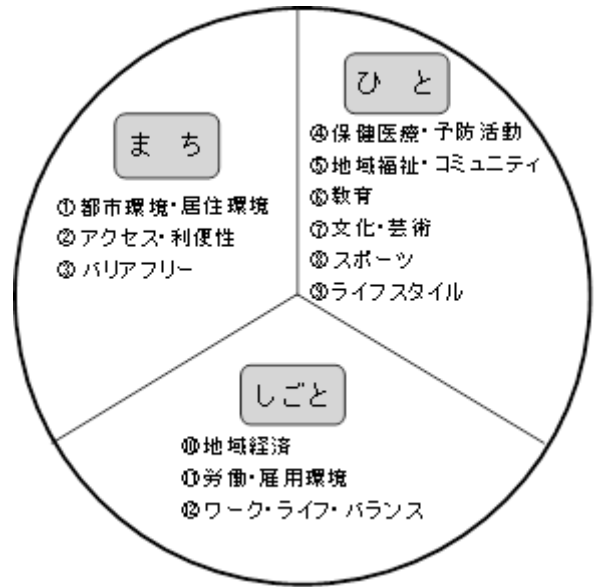 まち
①都市環境・居住環境
②アクセス・利便性
③バリアフリー
ひと
④保健医療・予防活動
⑤地域福祉・コミュニティ
⑥教育
⑦文化・芸術
⑧スポーツ
⑨ライフスタイル
しごと
⑩地域経済
⑪労働・雇用環境
⑫ワーク・ライフ・バランス